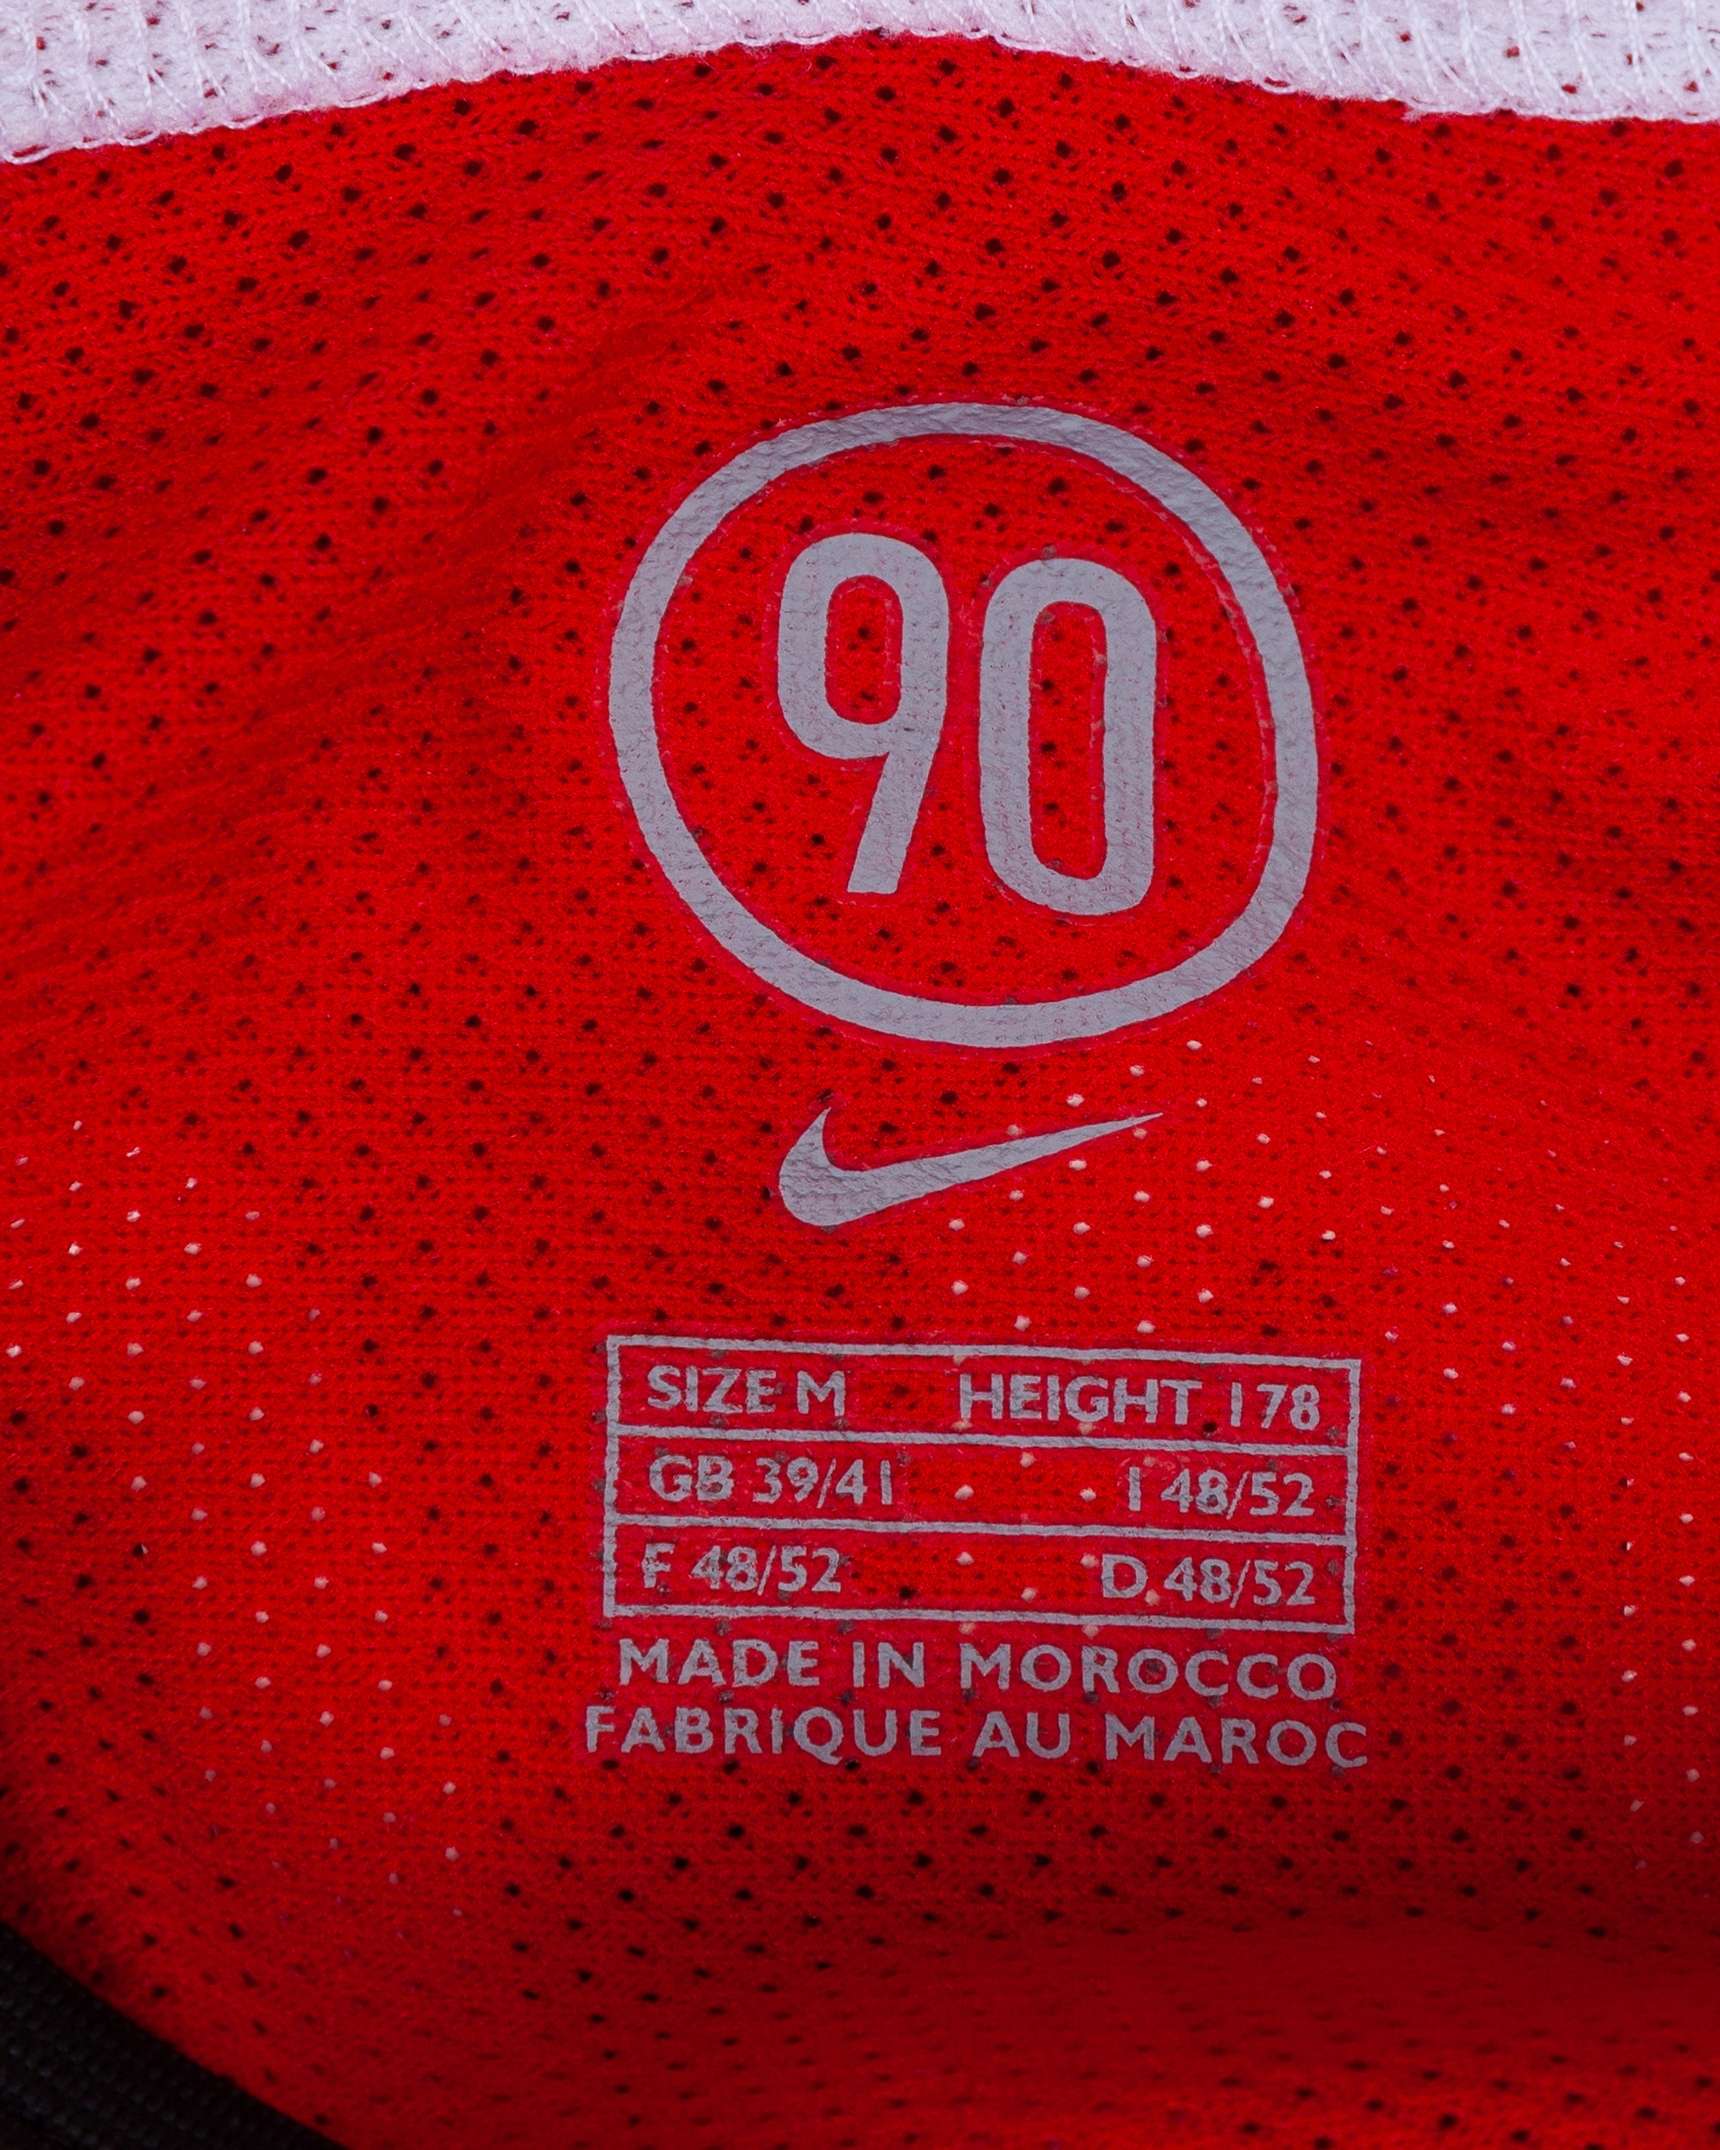 90
SIZE M HEIGHT 178
GB 39/41 I 48/52
F 48/52 D 48/52
MADE IN MOROCCO
FABRIQUE AU MAROC